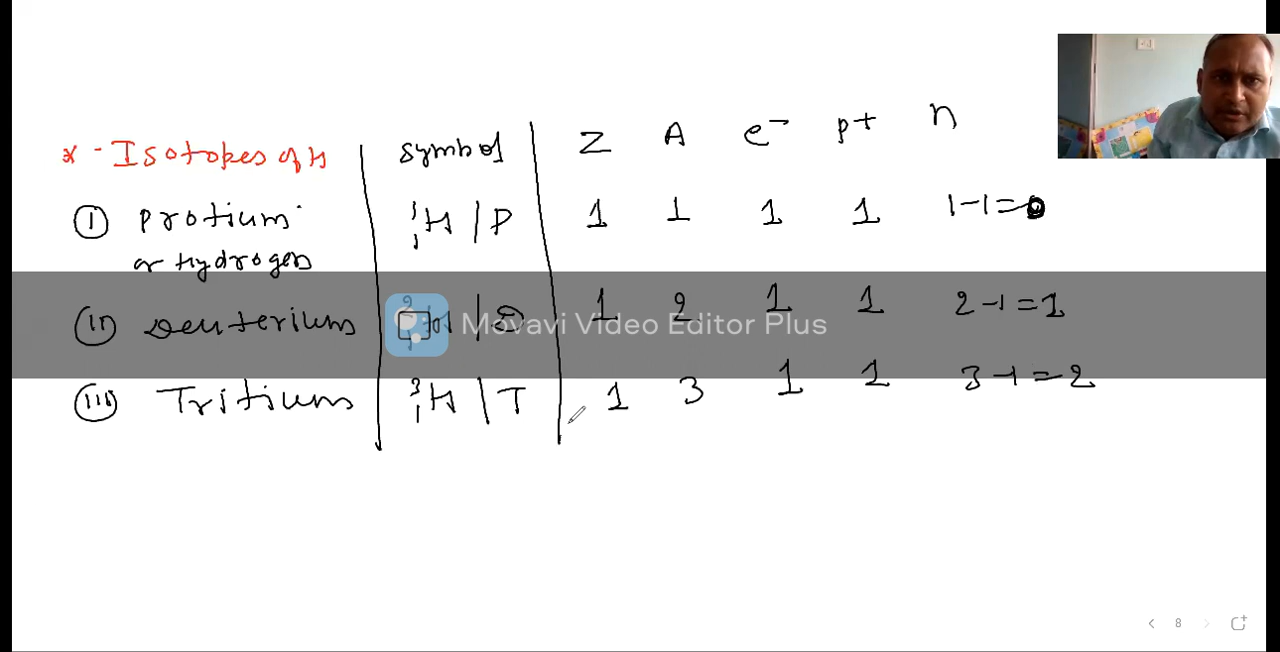 * - Isotopes of H | symbol | Z A e⁻ p+ n
(i) Protium ¹₁H | P 1 1 1 1 1-1=0
or Hydrogen
(ii) Deuterium ²₁H | D 1 2 1 1 2-1=1
Movavi Video Editor Plus
(iii) Tritium ³₁H | T 1 3 1 1 3-1=2
8